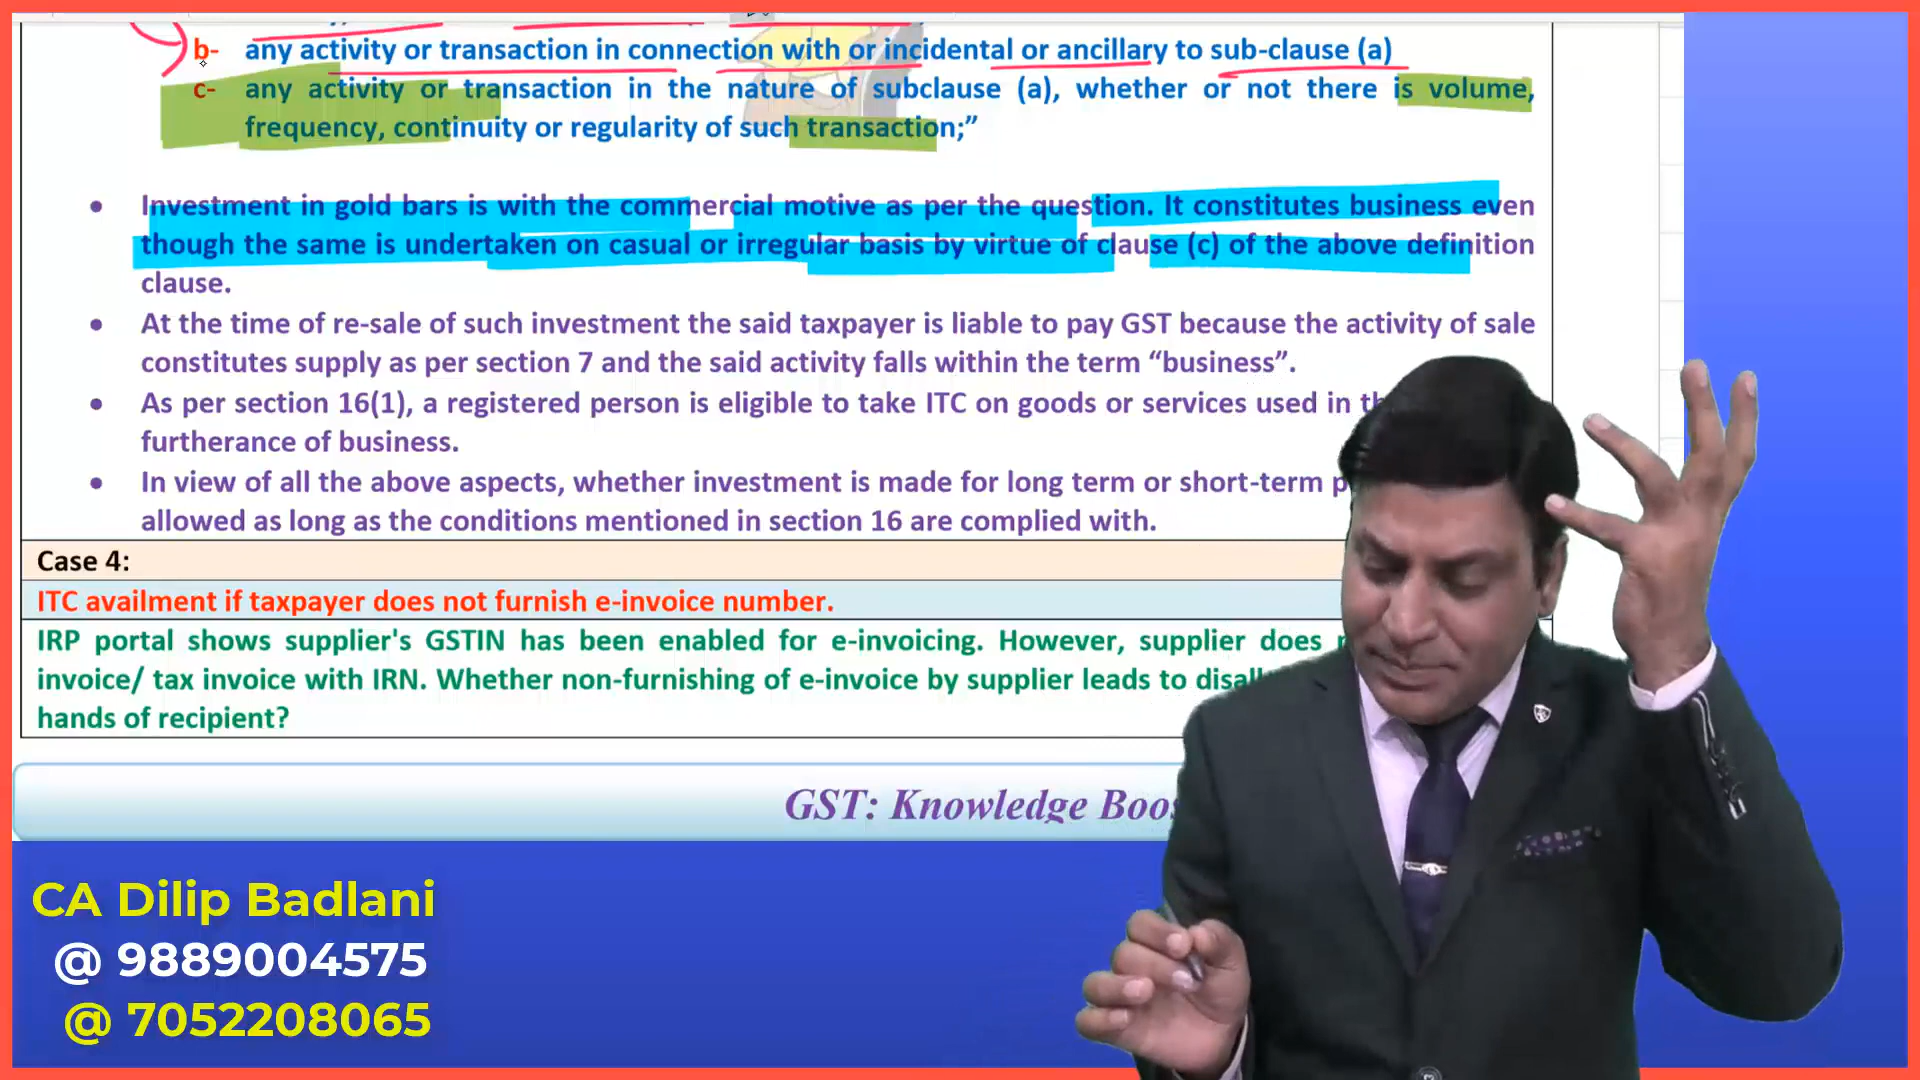 b- any activity or transaction in connection with or incidental or ancillary to sub-clause (a)
c- any activity or transaction in the nature of subclause (a), whether or not there is volume,
frequency, continuity or regularity of such transaction;”
• Investment in gold bars is with the commercial motive as per the question. It constitutes business even
though the same is undertaken on casual or irregular basis by virtue of clause (c) of the above definition
clause.
• At the time of re-sale of such investment the said taxpayer is liable to pay GST because the activity of sale
constitutes supply as per section 7 and the said activity falls within the term “business”.
• As per section 16(1), a registered person is eligible to take ITC on goods or services used in
furtherance of business.
• In view of all the above aspects, whether investment is made for long term or short-term
allowed as long as the conditions mentioned in section 16 are complied with.
Case 4:
ITC availment if taxpayer does not furnish e-invoice number.
IRP portal shows supplier's GSTIN has been enabled for e-invoicing. However, supplier does
invoice/ tax invoice with IRN. Whether non-furnishing of e-invoice by supplier leads to
hands of recipient?
GST: Knowledge
CA Dilip Badlani
@ 9889004575
@ 7052208065